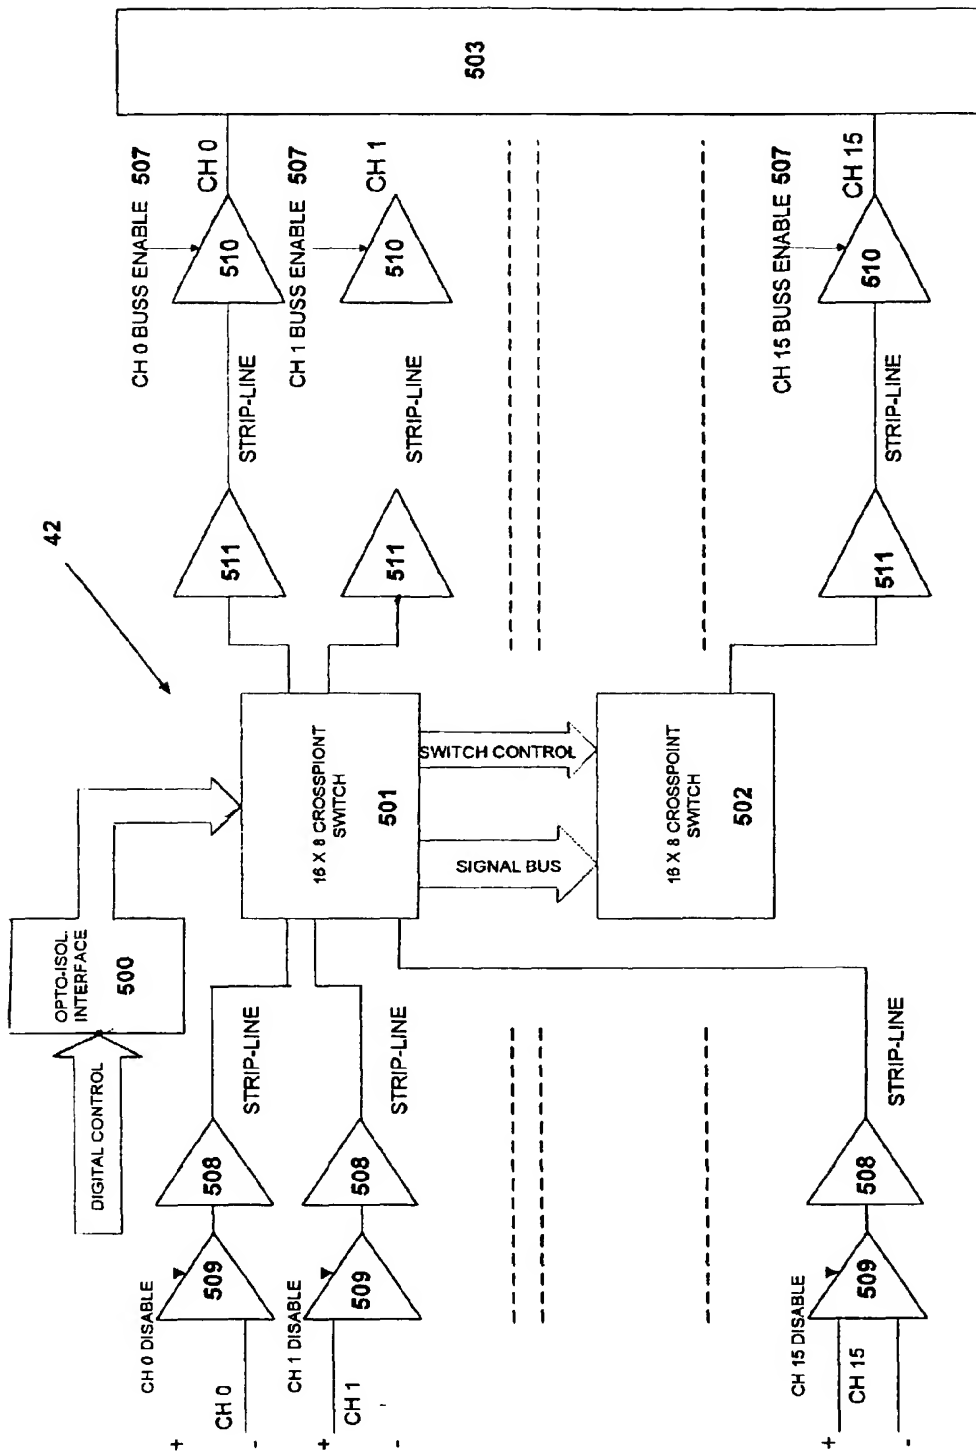 42
DIGITAL CONTROL
OPTO-ISOL.
INTERFACE
500
CH 0 DISABLE
+
CH 0
-
509
508
STRIP-LINE
CH 1 DISABLE
+
CH 1
-
509
508
STRIP-LINE
CH 15 DISABLE
+
CH 15
-
509
508
STRIP-LINE
16 X 8 CROSSPIONT
SWITCH
501
SWITCH CONTROL
SIGNAL BUS
16 X 8 CROSSPOINT
SWITCH
502
511
STRIP-LINE
CH 0 BUSS ENABLE 507
510
CH 0
511
STRIP-LINE
CH 1 BUSS ENABLE 507
510
CH 1
511
STRIP-LINE
CH 15 BUSS ENABLE 507
510
CH 15
503